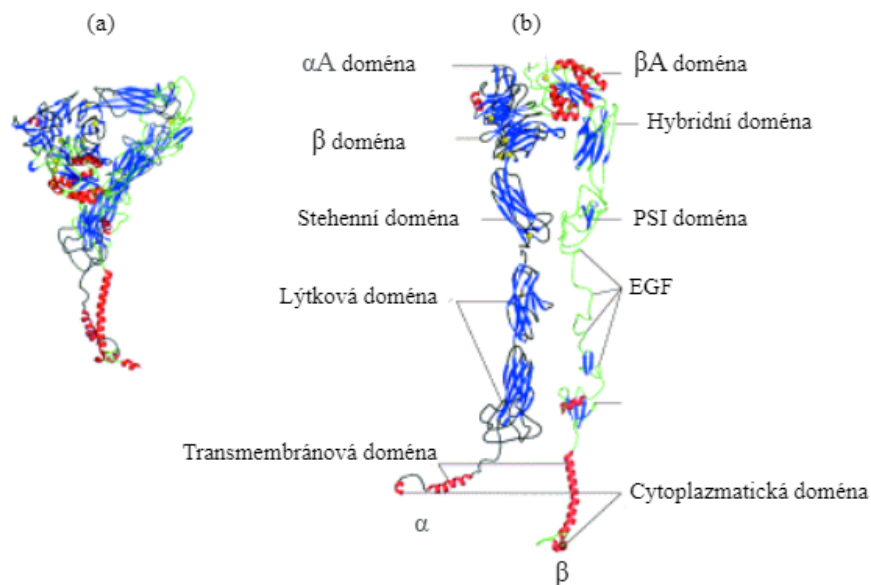 (a)
(b)
αA doména
βA doména
Hybridní doména
β doména
Stehenní doména
PSI doména
Lýtková doména
EGF
Transmembránová doména
Cytoplazmatická doména
α
β